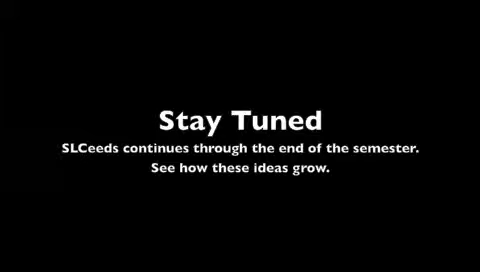 Stay Tuned
SLCeeds continues through the end of the semester.
See how these ideas grow.